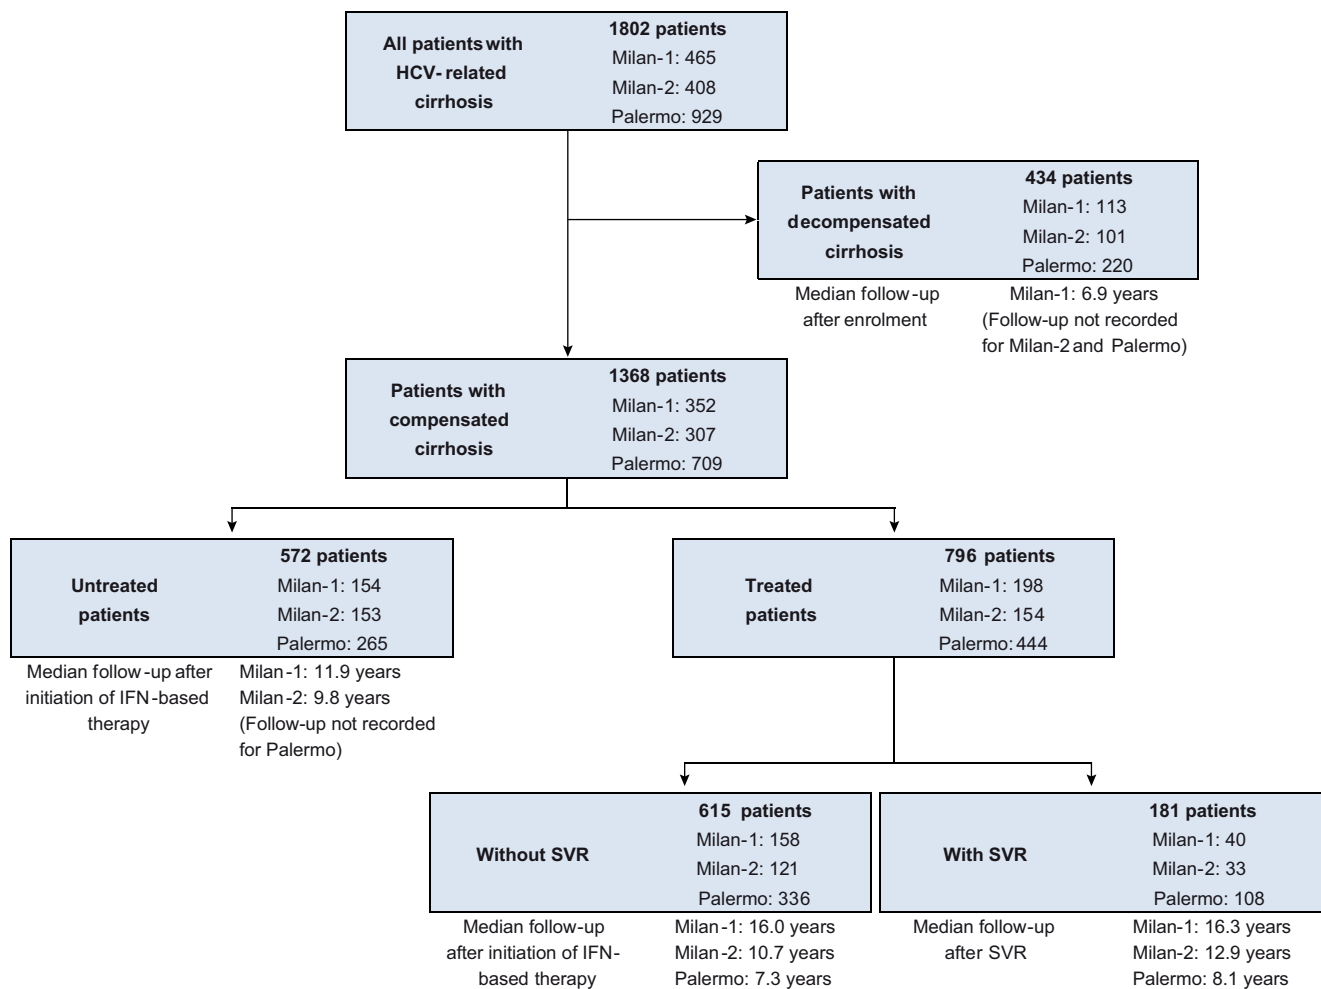 All patients with
HCV-related
cirrhosis
1802 patients
Milan-1: 465
Milan-2: 408
Palermo: 929
Patients with
decompensated
cirrhosis
434 patients
Milan-1: 113
Milan-2: 101
Palermo: 220
Median follow-up
after enrolment
Milan-1: 6.9 years
(Follow-up not recorded
for Milan-2 and Palermo)
Patients with
compensated
cirrhosis
1368 patients
Milan-1: 352
Milan-2: 307
Palermo: 709
Untreated
patients
572 patients
Milan-1: 154
Milan-2: 153
Palermo: 265
Median follow-up after
initiation of IFN-based
therapy
Milan-1: 11.9 years
Milan-2: 9.8 years
(Follow-up not recorded
for Palermo)
Treated
patients
796 patients
Milan-1: 198
Milan-2: 154
Palermo: 444
Without SVR
615 patients
Milan-1: 158
Milan-2: 121
Palermo: 336
Median follow-up
after initiation of IFN-
based therapy
Milan-1: 16.0 years
Milan-2: 10.7 years
Palermo: 7.3 years
With SVR
181 patients
Milan-1: 40
Milan-2: 33
Palermo: 108
Median follow-up
after SVR
Milan-1: 16.3 years
Milan-2: 12.9 years
Palermo: 8.1 years